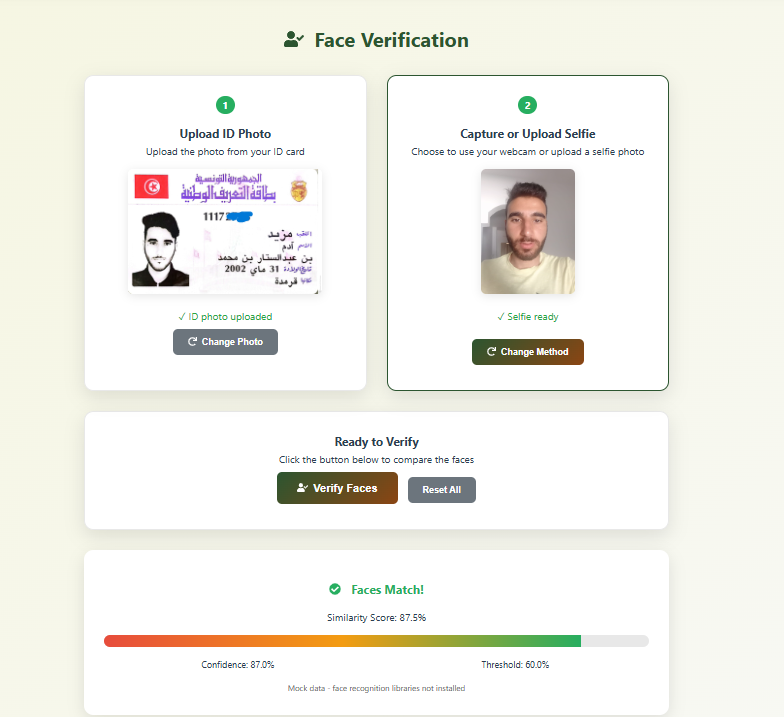 Face Verification
1
Upload ID Photo
Upload the photo from your ID card
الجمهورية التونسية
بطاقة التعريف الوطنية
1117
اللقب مزيد
الاسم آدم
بن عبدالستار بن محمد
تاريخ الولادة 31 ماي 2002
مكانها قرمدة
✓ ID photo uploaded
Change Photo
2
Capture or Upload Selfie
Choose to use your webcam or upload a selfie photo
✓ Selfie ready
Change Method
Ready to Verify
Click the button below to compare the faces
Verify Faces
Reset All
Faces Match!
Similarity Score: 87.5%
Confidence: 87.0%
Threshold: 60.0%
Mock data - face recognition libraries not installed